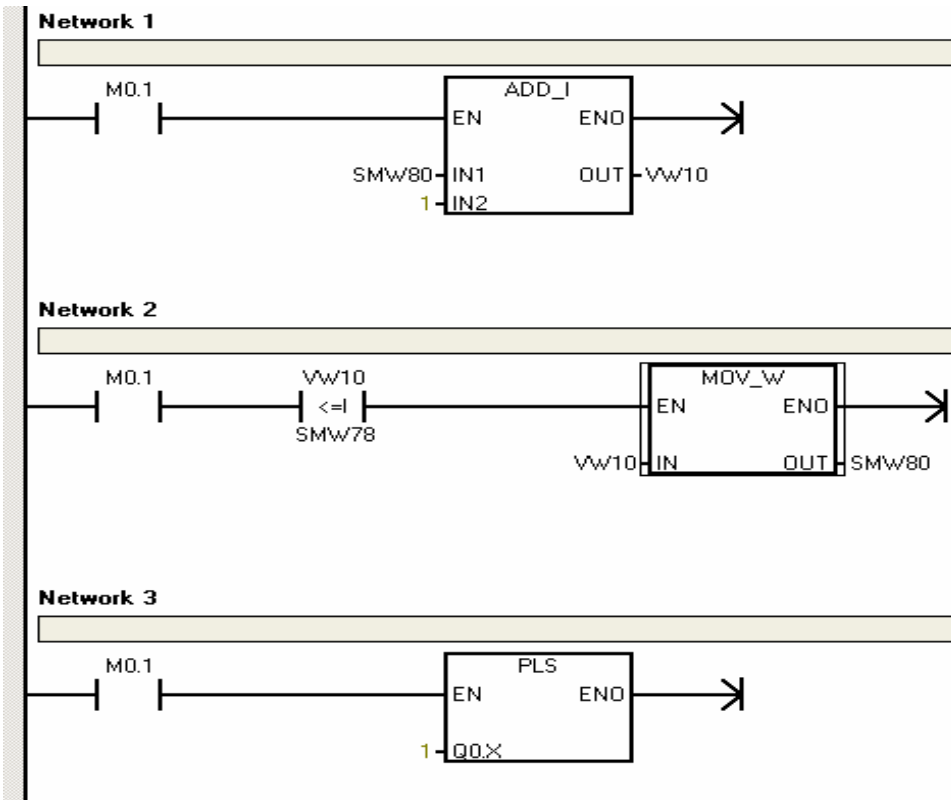 Network 1
M0.1
ADD_I
EN ENO
SMW80 IN1 OUT VW10
1 IN2
Network 2
M0.1 VW10 MOV_W
<=I EN ENO
SMW78
VW10 IN OUT SMW80
Network 3
M0.1 PLS
EN ENO
1 Q0.X